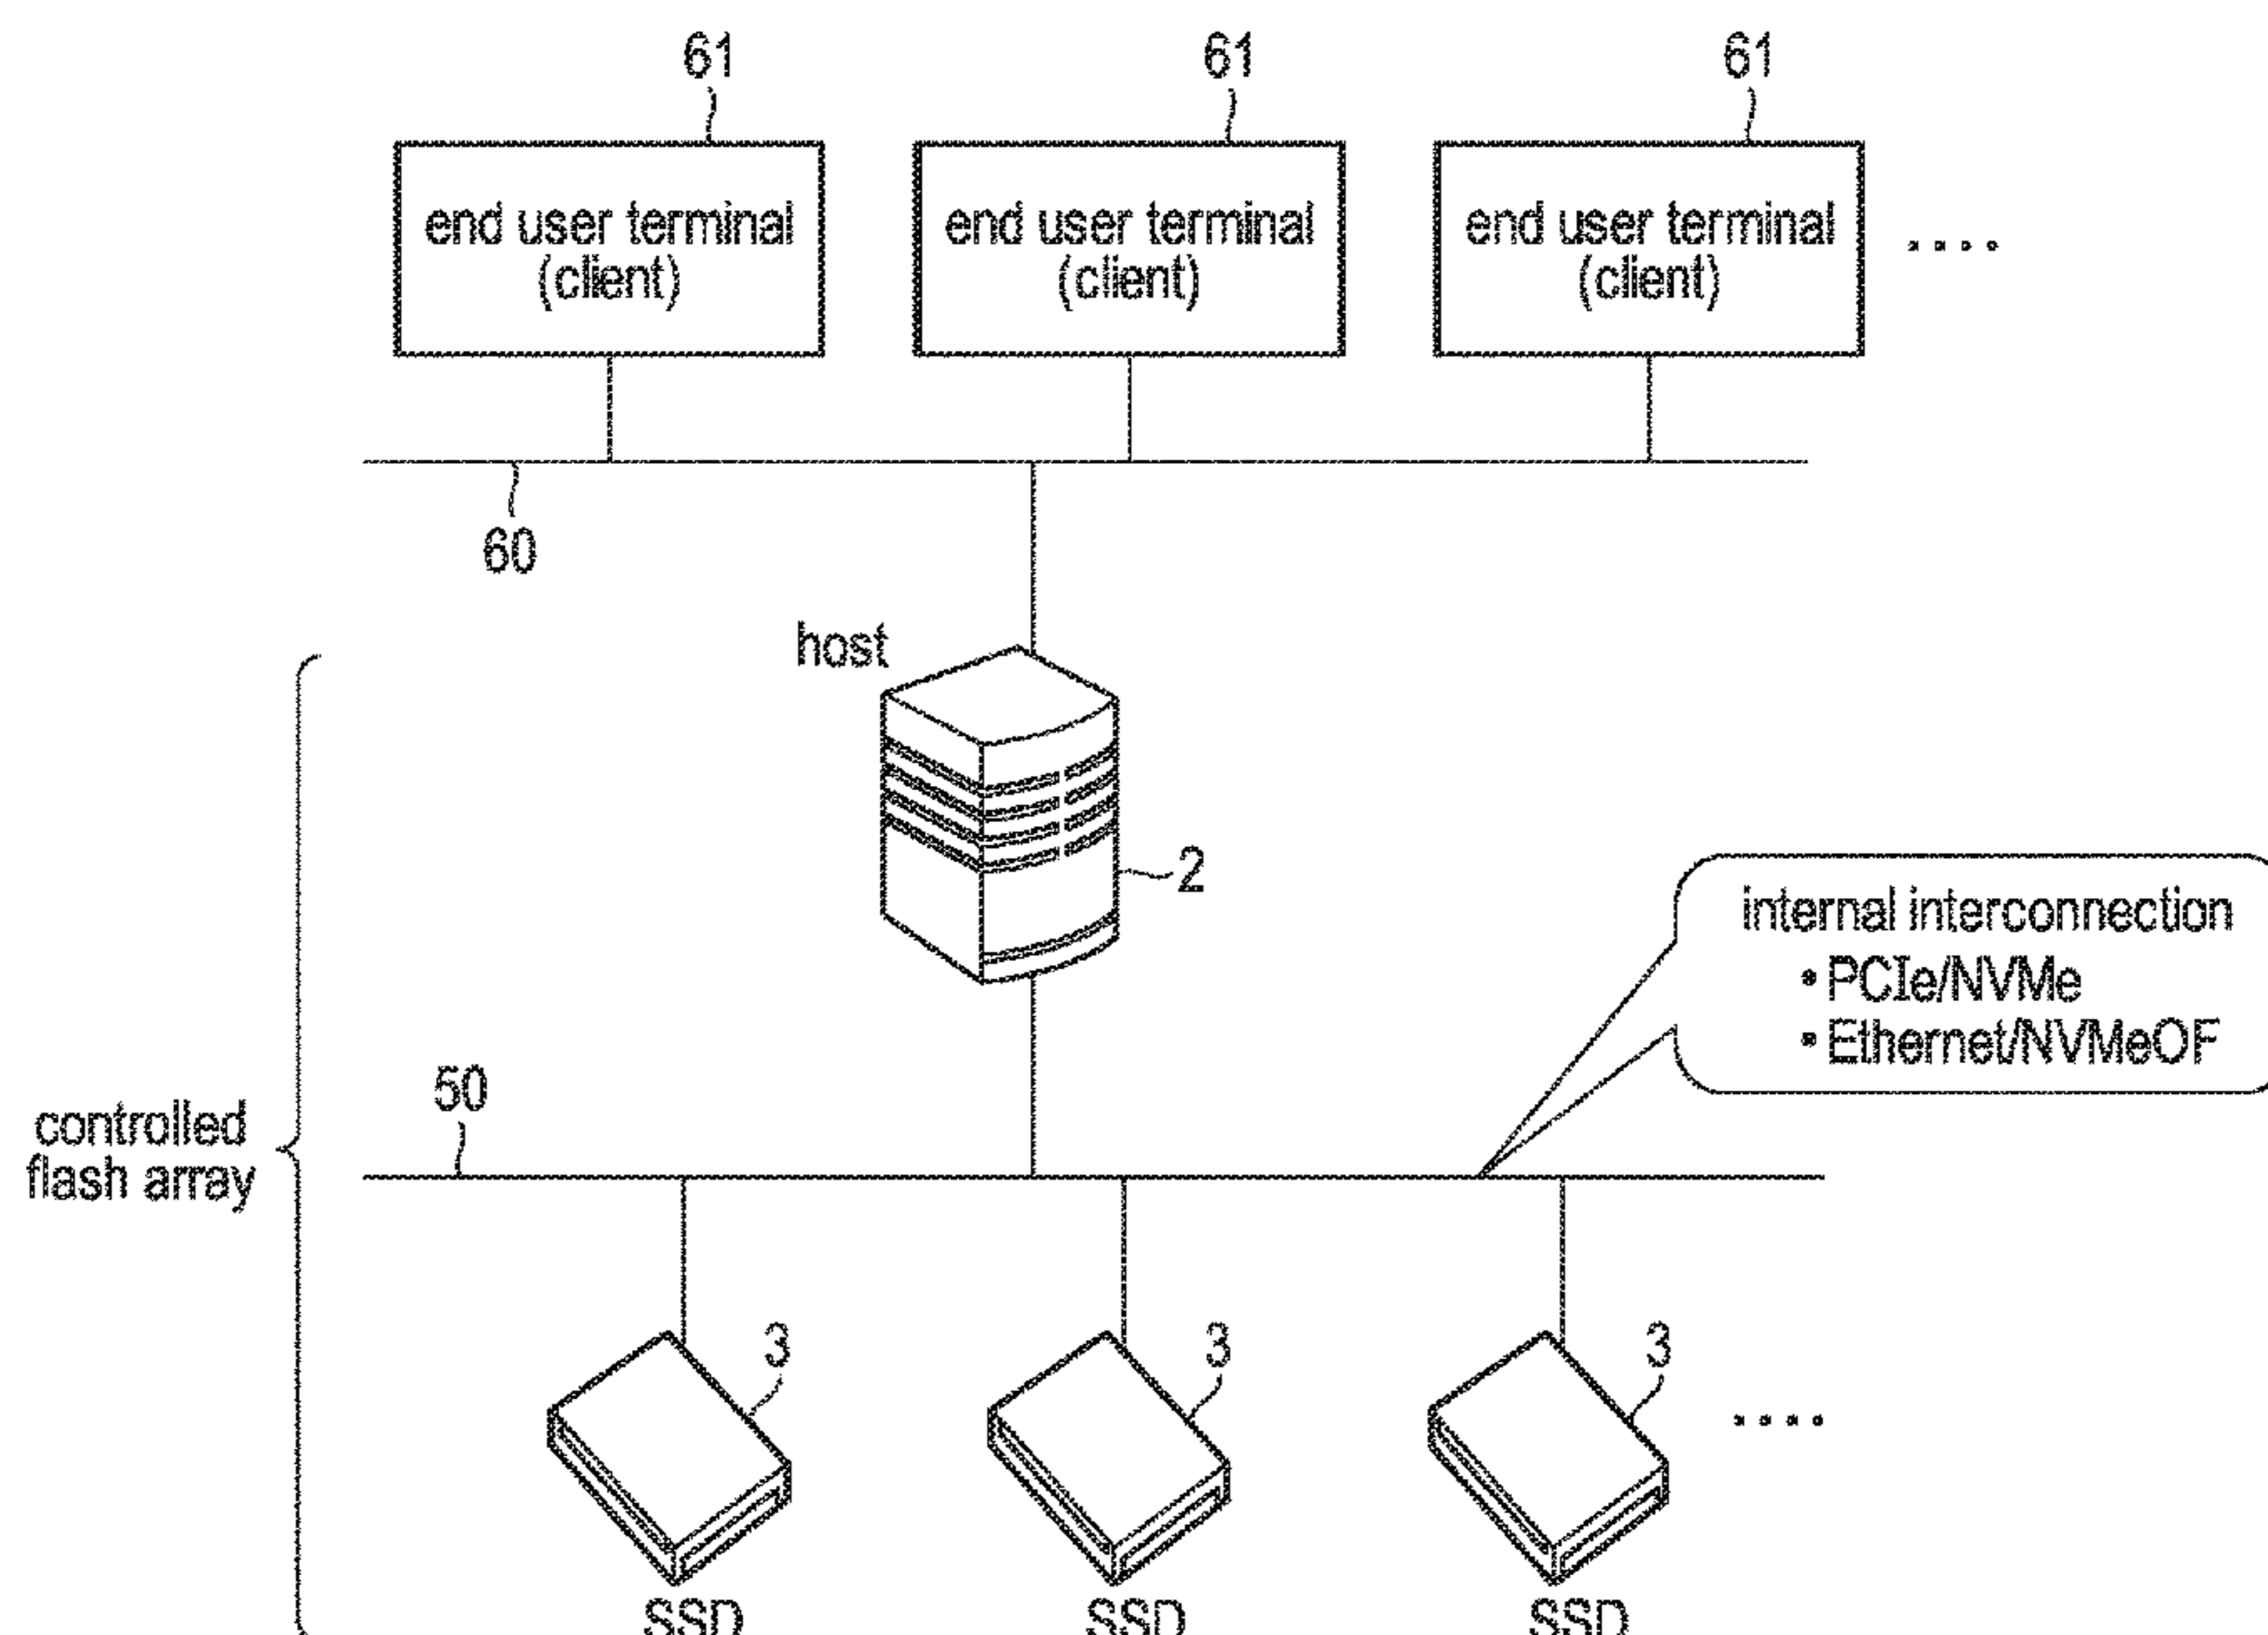 61
61
61
end user terminal
(client)
end user terminal
(client)
end user terminal
(client)
60
host
2
internal interconnection
•PCIe/NVMe
•Ethernet/NVMeOF
50
controlled
flash array
3
3
3
SSD
SSD
SSD